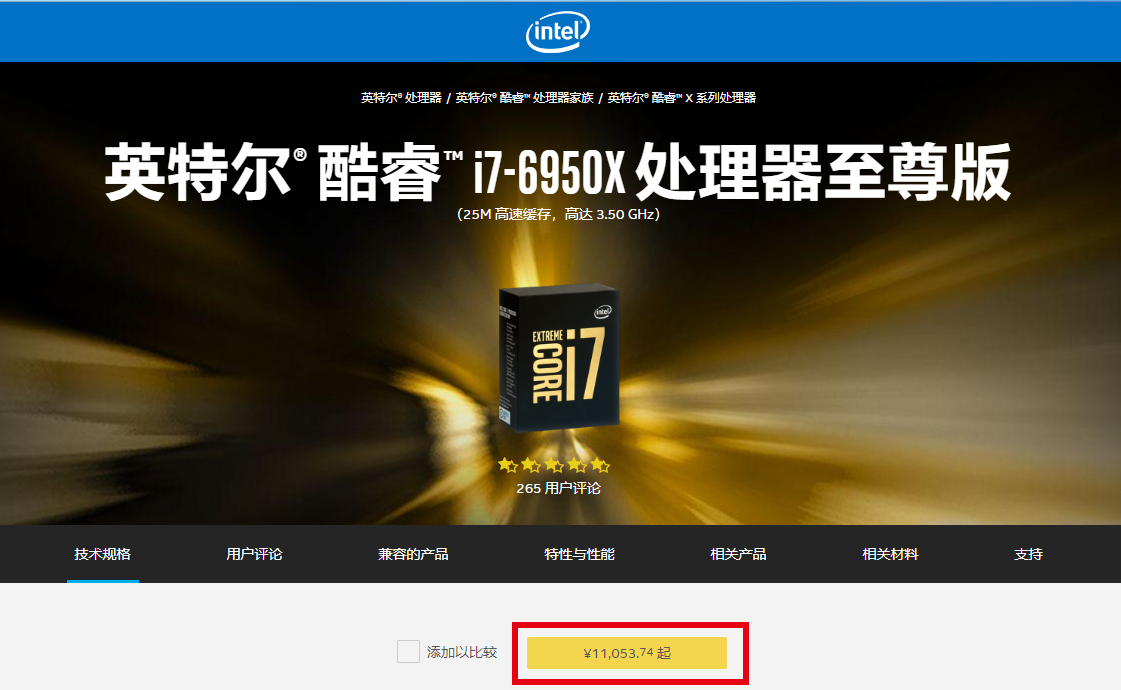 intel
英特尔® 处理器 / 英特尔® 酷睿™ 处理器家族 / 英特尔® 酷睿™ X 系列处理器
英特尔® 酷睿™ i7-6950X 处理器至尊版
（25M 高速缓存，高达 3.50 GHz）
intel
EXTREME
CORE i7
265 用户评论
技术规格 用户评论 兼容的产品 特性与性能 相关产品 相关材料 支持
添加以比较 ¥11,053.74 起